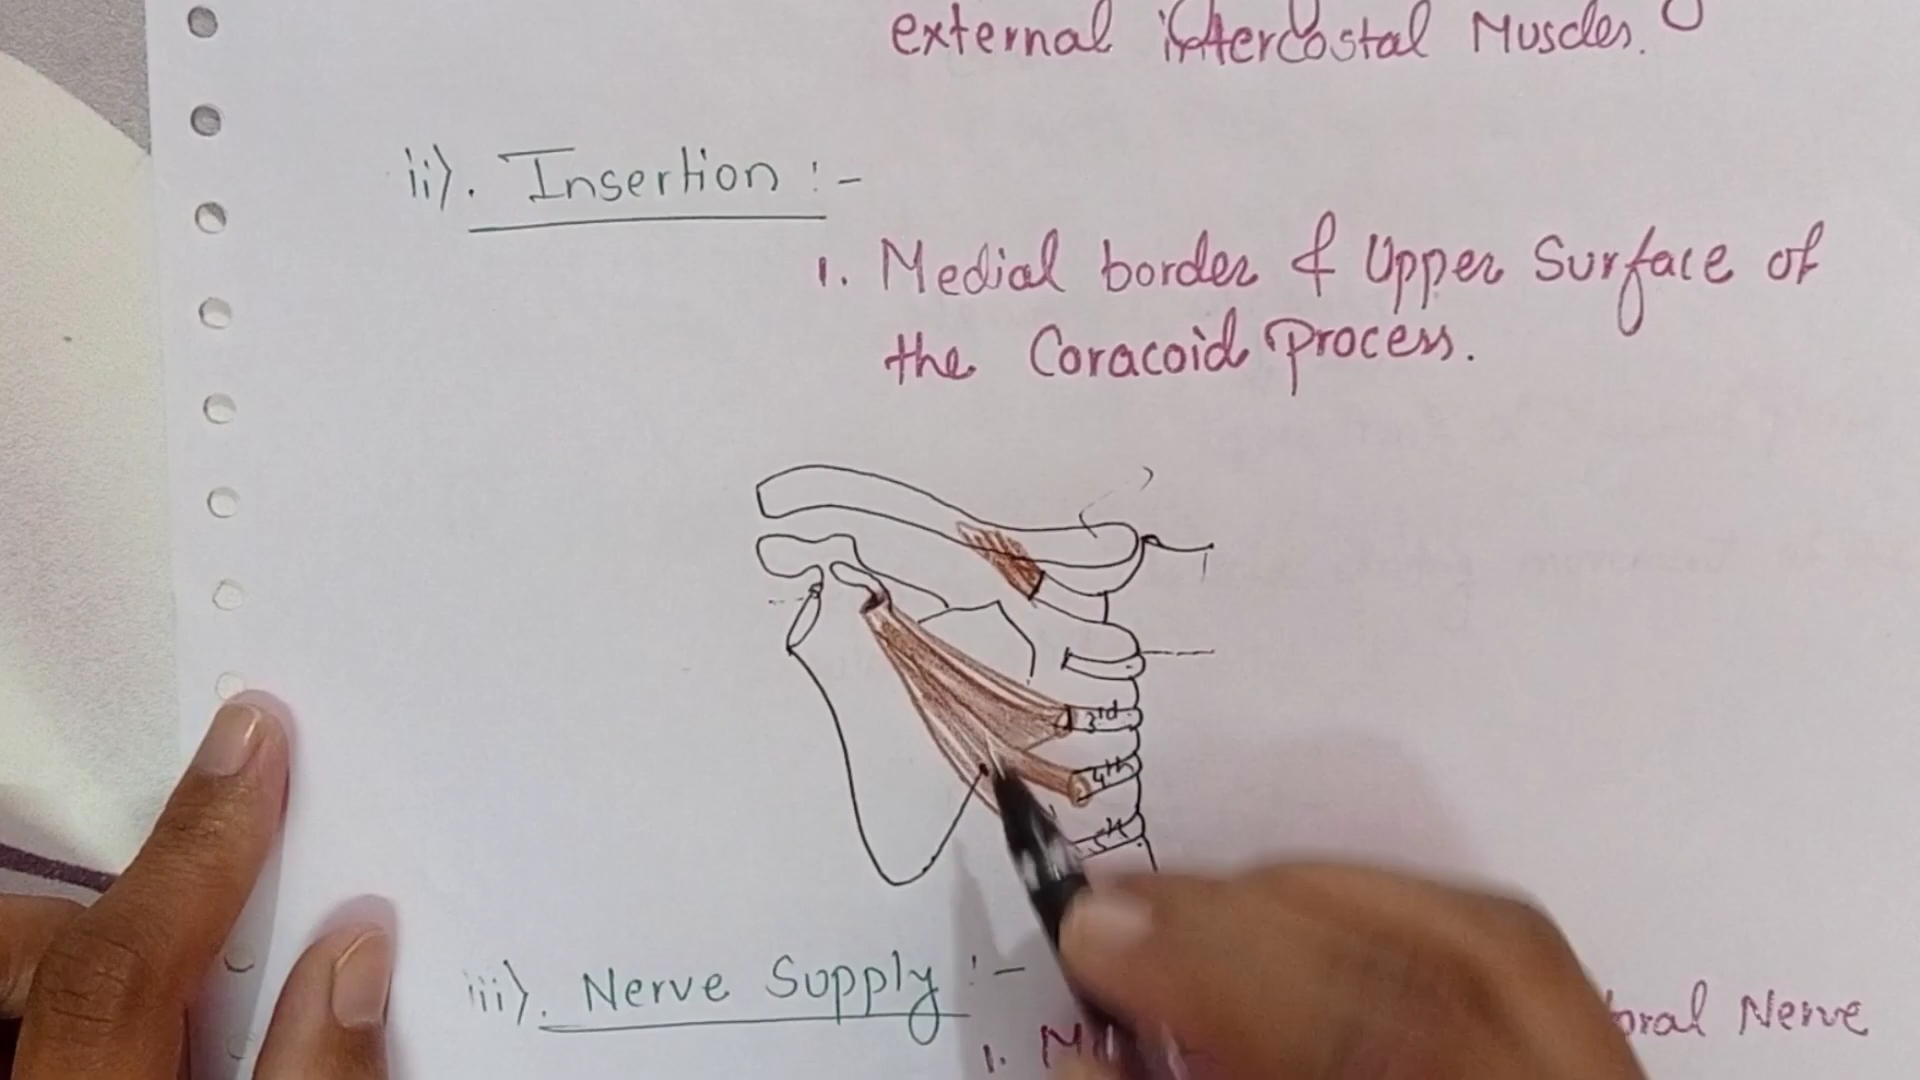 external intercostal Muscles.
ii). Insertion :-
1. Medial border & Upper Surface of
the Coracoid Process.
3rd
4th
5th
iii). Nerve Supply :-
1.
Nerve